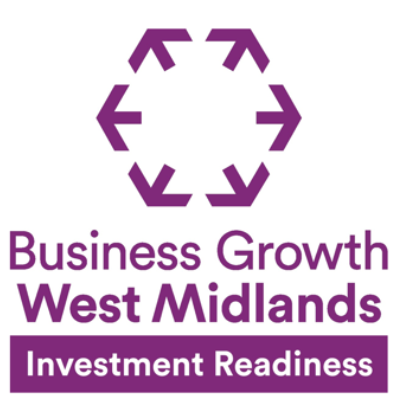 Business Growth
West Midlands
Investment Readiness